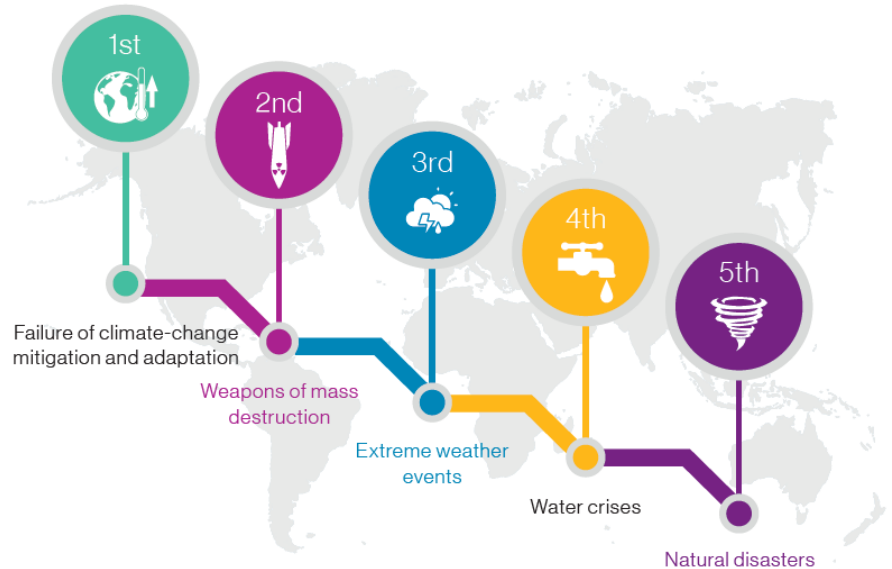 1st
2nd
3rd
4th
5th
Failure of climate-change
mitigation and adaptation
Weapons of mass
destruction
Extreme weather
events
Water crises
Natural disasters